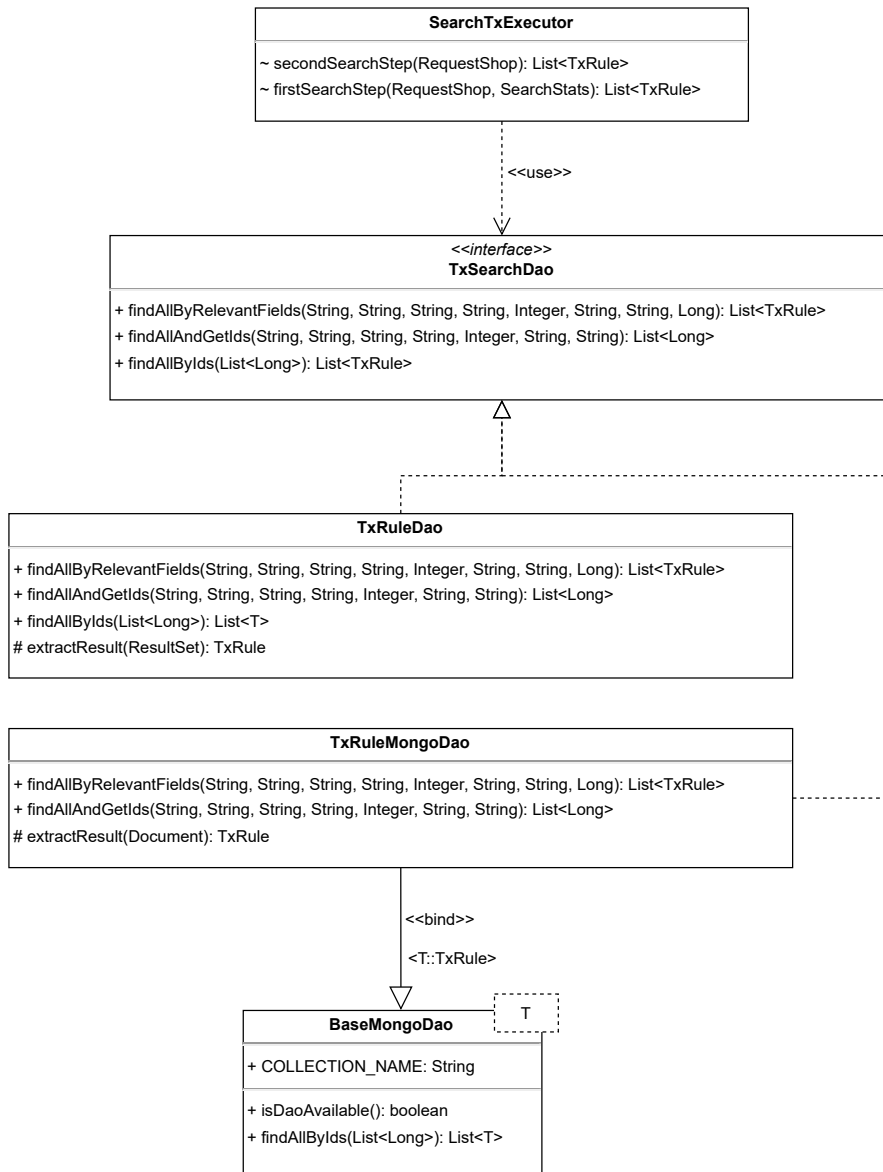 SearchTxExecutor
~ secondSearchStep(RequestShop): List<TxRule>
~ firstSearchStep(RequestShop, SearchStats): List<TxRule>
<<use>>
<<interface>>
TxSearchDao
+ findAllByRelevantFields(String, String, String, String, Integer, String, String, Long): List<TxRule>
+ findAllAndGetIds(String, String, String, String, Integer, String, String): List<Long>
+ findAllByIds(List<Long>): List<TxRule>
TxRuleDao
+ findAllByRelevantFields(String, String, String, String, Integer, String, String, Long): List<TxRule>
+ findAllAndGetIds(String, String, String, String, Integer, String, String): List<Long>
+ findAllByIds(List<Long>): List<T>
# extractResult(ResultSet): TxRule
TxRuleMongoDao
+ findAllByRelevantFields(String, String, String, String, Integer, String, String, Long): List<TxRule>
+ findAllAndGetIds(String, String, String, String, Integer, String, String): List<Long>
# extractResult(Document): TxRule
<<bind>>
<T::TxRule>
T
BaseMongoDao
+ COLLECTION_NAME: String
+ isDaoAvailable(): boolean
+ findAllByIds(List<Long>): List<T>